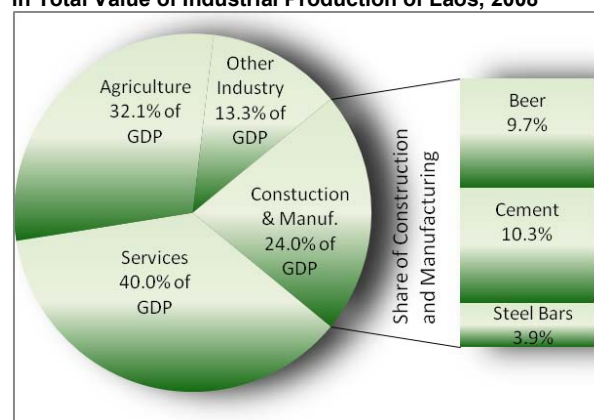 in Total Value of Industrial Production of Laos, 2008
Agriculture
32.1% of
GDP
Other
Industry
13.3% of
GDP
Constuction
& Manuf.
24.0% of
GDP
Services
40.0% of
GDP
Share of Construction
and Manufacturing
Beer
9.7%
Cement
10.3%
Steel Bars
3.9%